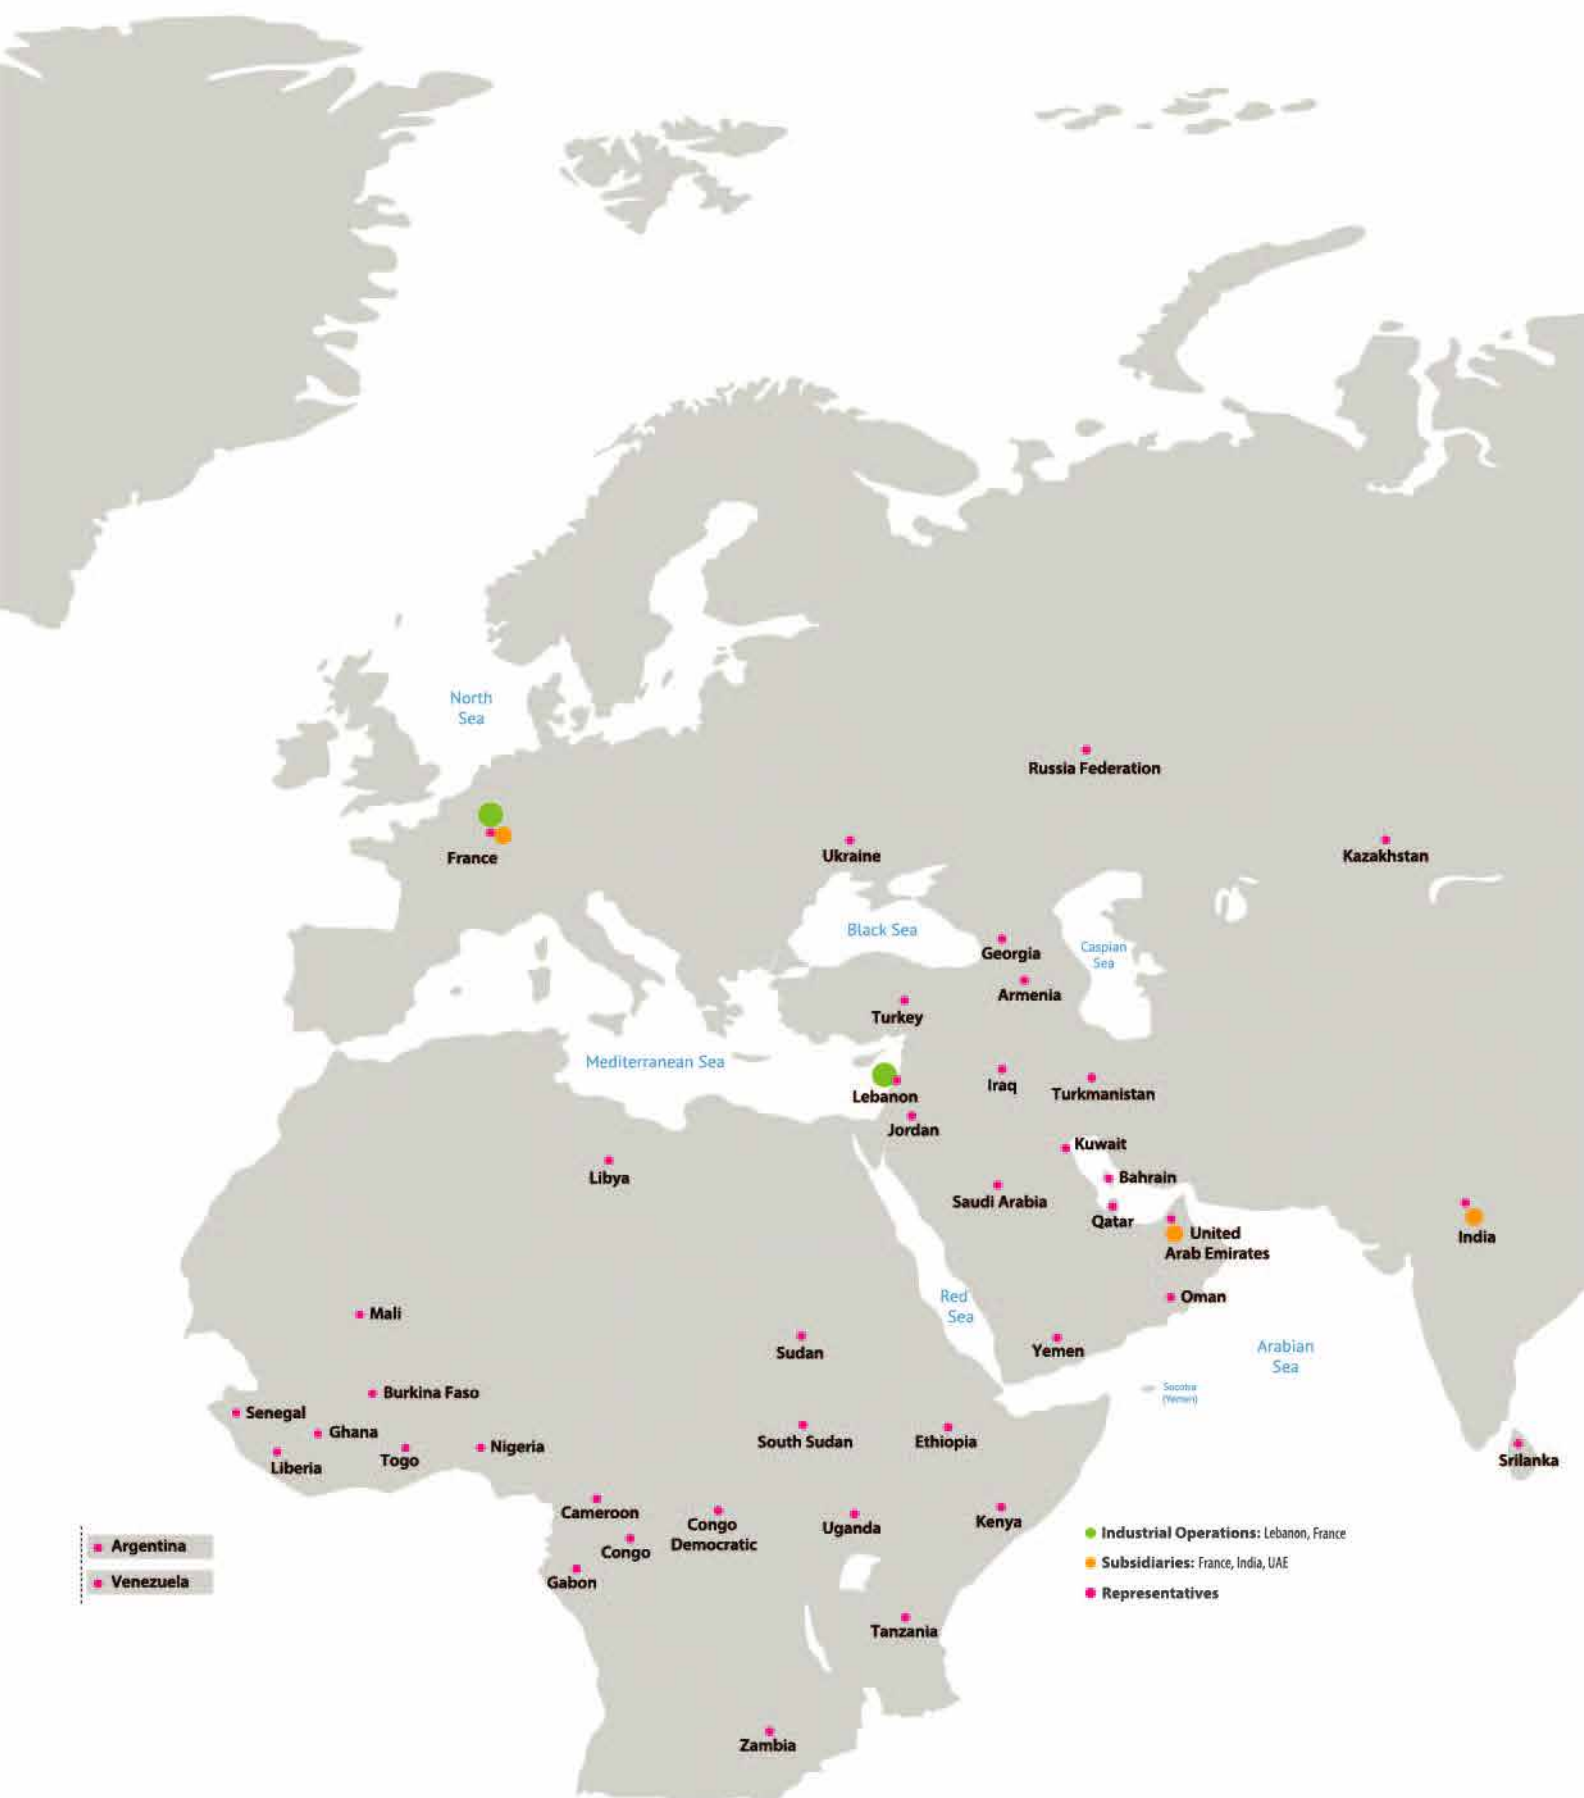 North
Sea
Russia Federation
France
Ukraine
Kazakhstan
Black Sea
Georgia
Caspian
Sea
Armenia
Turkey
Mediterranean Sea
Iraq
Lebanon
Turkmanistan
Jordan
Kuwait
Libya
Bahrain
Saudi Arabia
Qatar
United
Arab Emirates
India
Red
Sea
Oman
Mali
Sudan
Yemen
Arabian
Sea
Socotra
(Yemen)
Burkina Faso
Senegal
Ghana
Liberia
Togo
Nigeria
South Sudan
Ethiopia
Srilanka
Cameroon
Congo
Democratic
Uganda
Kenya
Congo
Gabon
Argentina
Venezuela
Industrial Operations: Lebanon, France
Subsidiaries: France, India, UAE
Representatives
Tanzania
Zambia